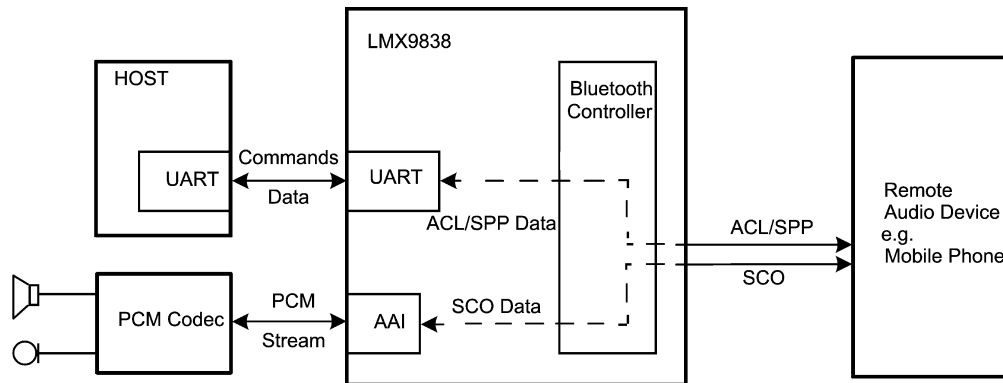 LMX9838
HOST
Bluetooth
Controller
UART
Commands
Data
UART
ACL/SPP Data
Remote
Audio Device
e.g.
Mobile Phone
ACL/SPP
SCO
PCM Codec
PCM
Stream
AAI
SCO Data